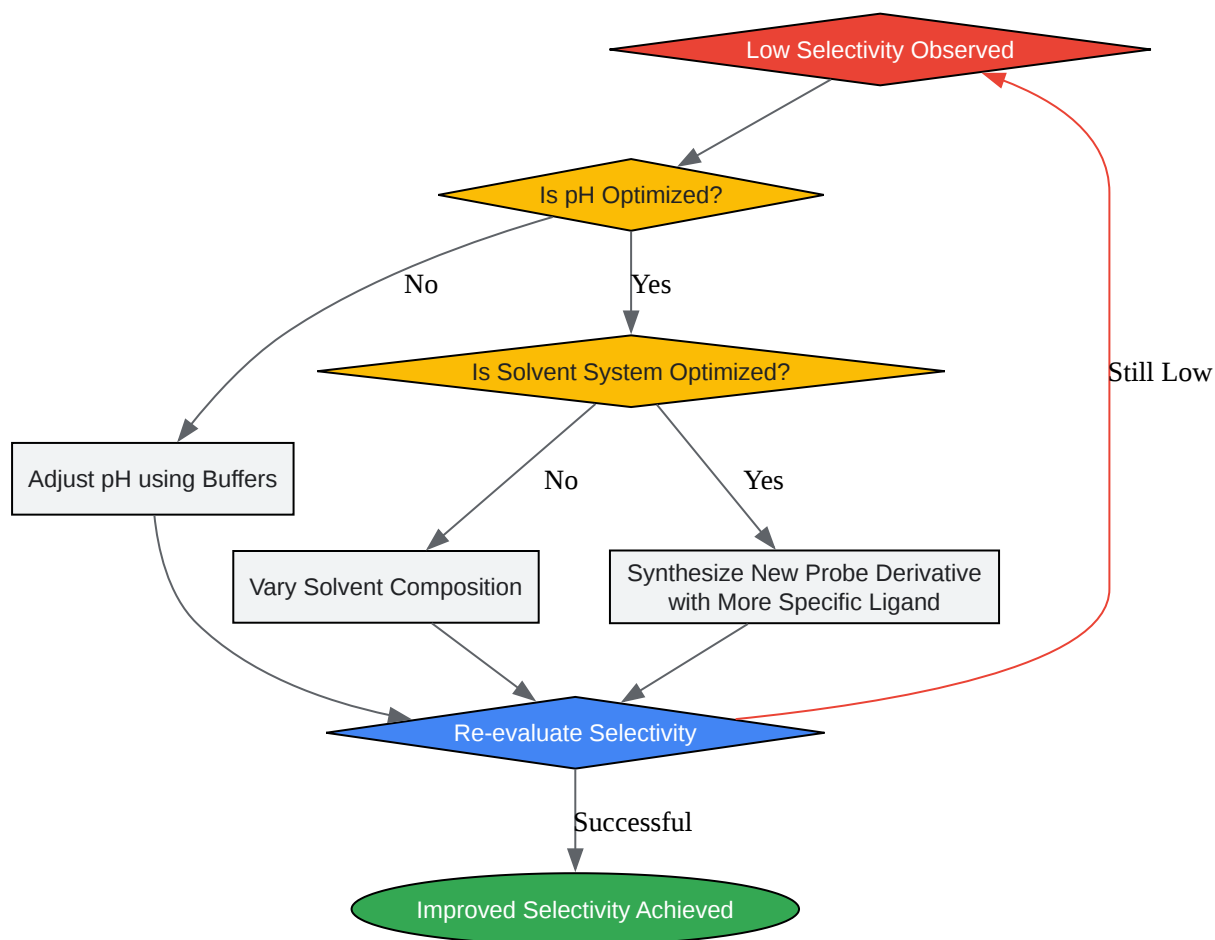 Low Selectivity Observed
Is pH Optimized?
No
Yes
Is Solvent System Optimized?
Still Low
Adjust pH using Buffers
No
Yes
Vary Solvent Composition
Synthesize New Probe Derivative
with More Specific Ligand
Re-evaluate Selectivity
Successful
Improved Selectivity Achieved